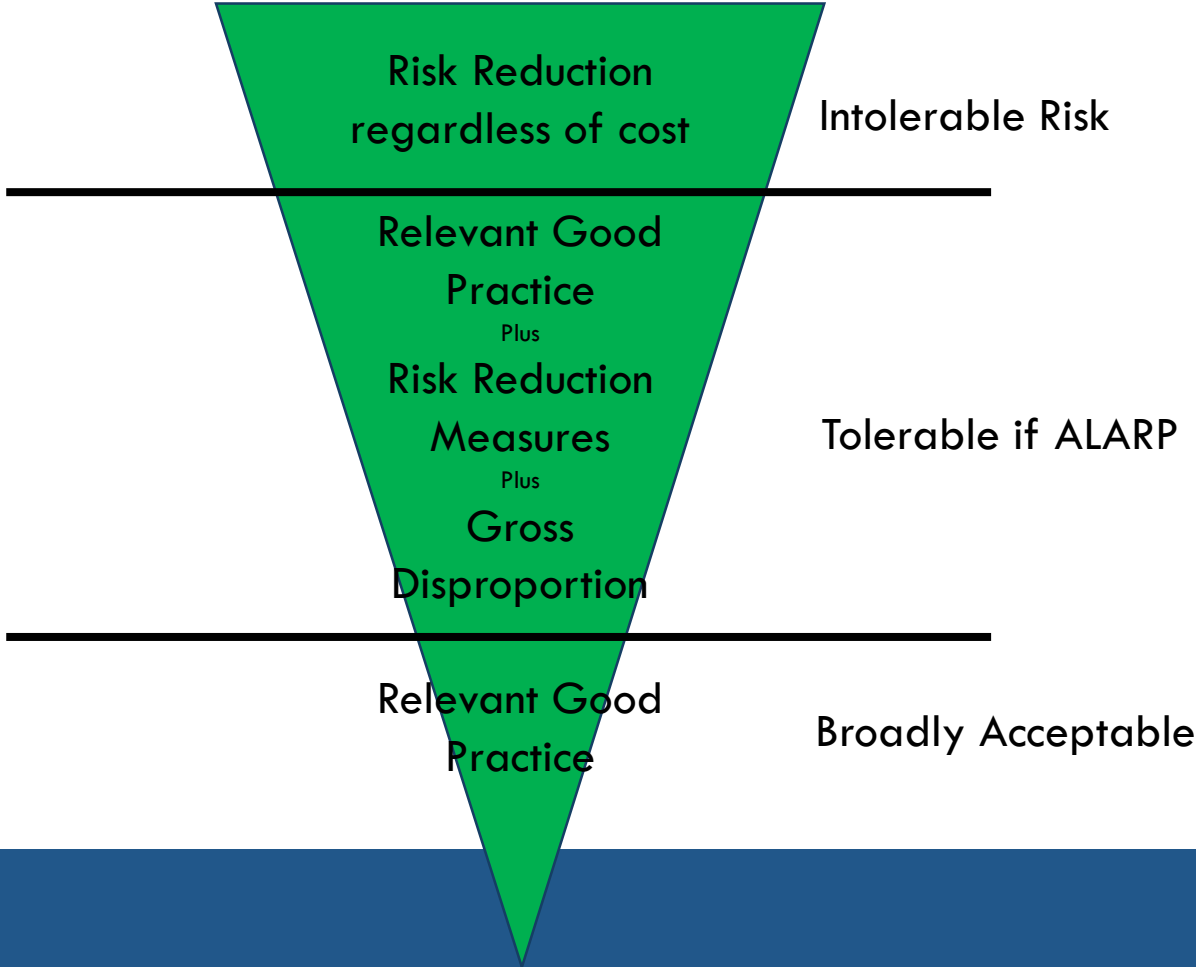 Risk Reduction
regardless of cost
Intolerable Risk
Relevant Good
Practice
Plus
Risk Reduction
Measures
Plus
Gross
Disproportion
Tolerable if ALARP
Relevant Good
Practice
Broadly Acceptable